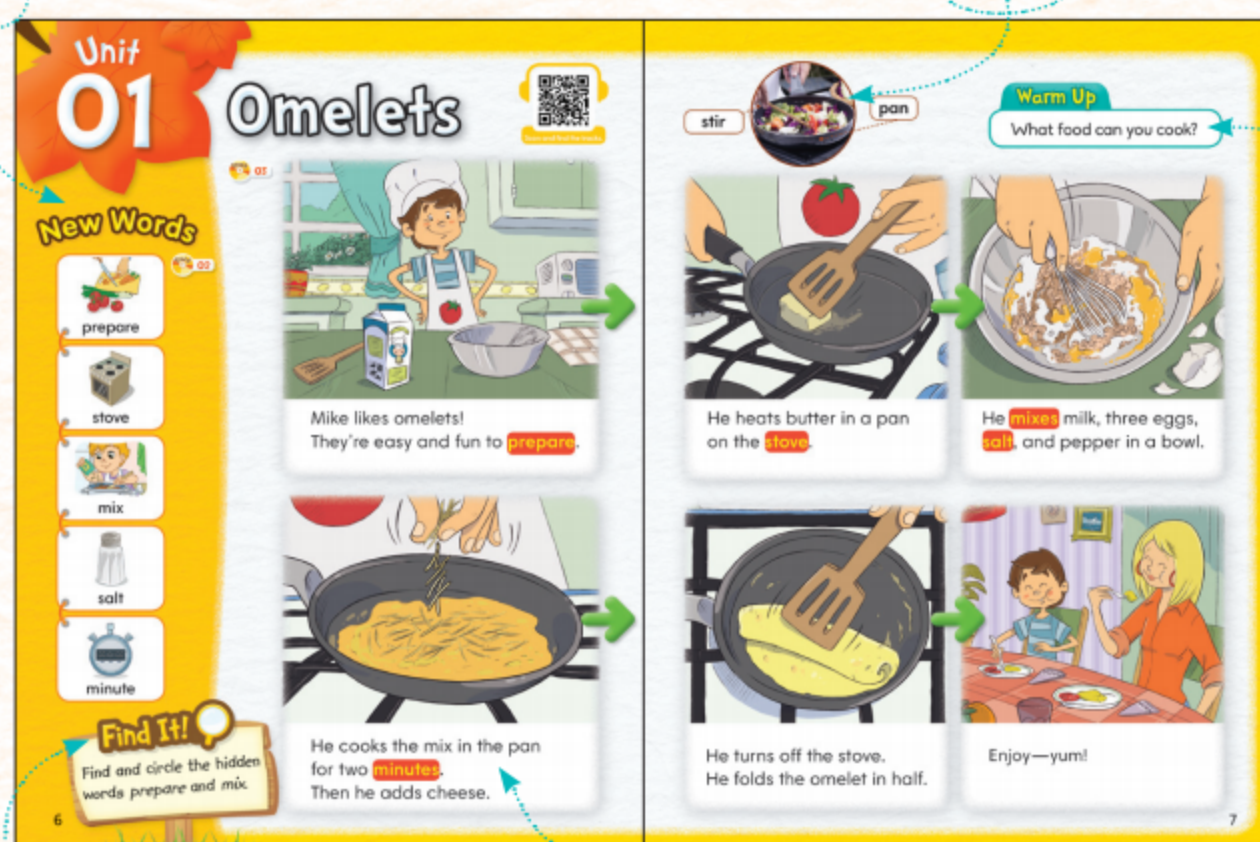 Unit
01
Omelets
01
New Words
02
prepare
stove
mix
salt
minute
Find It!
Find and circle the hidden
words prepare and mix.
6
Mike likes omelets!
They're easy and fun to prepare.
stir
pan
Warm Up
What food can you cook?
He heats butter in a pan
on the stove.
He mixes milk, three eggs,
salt, and pepper in a bowl.
He cooks the mix in the pan
for two minutes.
Then he adds cheese.
He turns off the stove.
He folds the omelet in half.
Enjoy—yum!
7